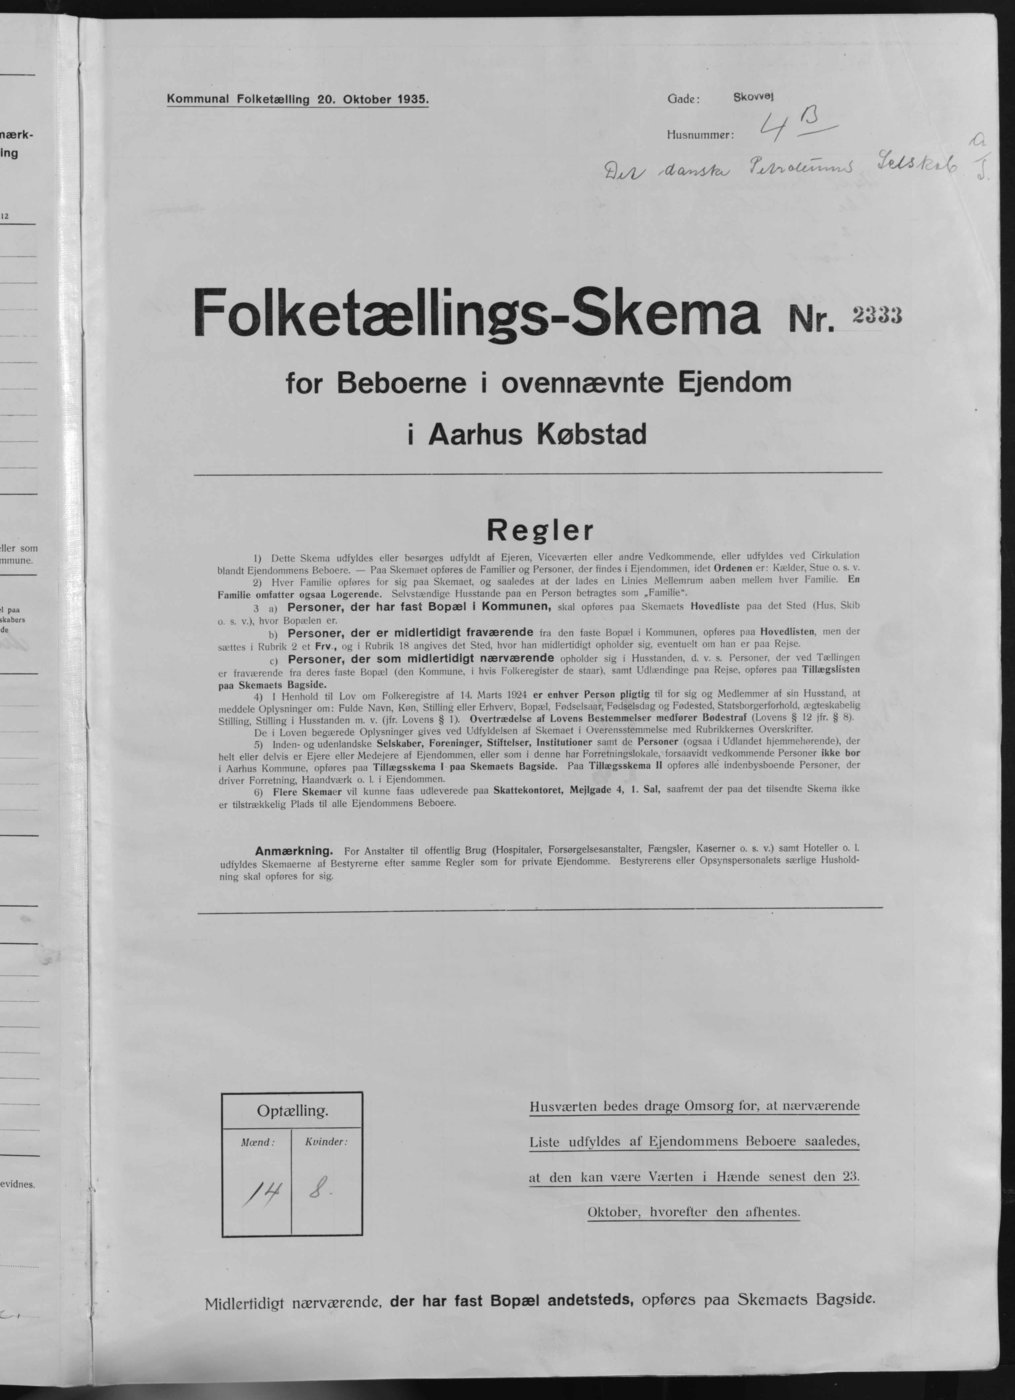 Kommunal Folketælling 20. Oktober 1935.
Gade: Skovvej
Husnummer: 4 B
Det danske Petroleums Selskab A/S.
Folketællings-Skema Nr. 2333
for Beboerne i ovennævnte Ejendom
i Aarhus Købstad
Regler
1) Dette Skema udfyldes eller besørges udfyldt af Ejeren, Viceværten eller andre Vedkommende, eller udfyldes ved Cirkulation
blandt Ejendommens Beboere. — Paa Skemaet opføres de Familier og Personer, der findes i Ejendommen, idet Ordenen er: Kælder, Stue o. s. v.
2) Hver Familie opføres for sig paa Skemaet, og saaledes at der lades en Linies Mellemrum aaben mellem hver Familie. En
Familie omfatter ogsaa Logerende. Selvstændige Husstande paa en Person betragtes som „Familie".
3 a) Personer, der har fast Bopæl i Kommunen, skal opføres paa Skemaets Hovedliste paa det Sted (Hus, Skib
o. s. v.), hvor Bopælen er.
b) Personer, der er midlertidigt fraværende fra den faste Bopæl i Kommunen, opføres paa Hovedlisten, men der
sættes i Rubrik 2 et Frv., og i Rubrik 18 angives det Sted, hvor han midlertidigt opholder sig, eventuelt om han er paa Rejse.
c) Personer, der som midlertidigt nærværende opholder sig i Husstanden, d. v. s. Personer, der ved Tællingen
er fraværende fra deres faste Bopæl (den Kommune, i hvis Folkeregister de staar), samt Udlændinge paa Rejse, opføres paa Tillægslisten
paa Skemaets Bagside.
4) I Henhold til Lov om Folkeregistre af 14. Marts 1924 er enhver Person pligtig til for sig og Medlemmer af sin Husstand, at
meddele Oplysninger om: Fulde Navn, Køn, Stilling eller Erhverv, Bopæl, Fødselsaar, Fødselsdag og Fødested, Statsborgerforhold, ægteskabelig
Stilling, Stilling i Husstanden m. v. (jfr. Lovens § 1). Overtrædelse af Lovens Bestemmelser medfører Bødestraf (Lovens § 12 jfr. § 8).
De i Loven begærede Oplysninger gives ved Udfyldelsen af Skemaet i Overensstemmelse med Rubrikkernes Overskrifter.
5) Inden- og udenlandske Selskaber, Foreninger, Stiftelser, Institutioner samt de Personer (ogsaa i Udlandet hjemmehørende), der
helt eller delvis er Ejere eller Medejere af Ejendommen, eller som i denne har Forretningslokale, forsaavidt vedkommende Personer ikke bor
i Aarhus Kommune, opføres paa Tillægsskema I paa Skemaets Bagside. Paa Tillægsskema II opføres alle indenbysboende Personer, der
driver Forretning, Haandværk o. l. i Ejendommen.
6) Flere Skemaer vil kunne faas udleverede paa Skattekontoret, Mejlgade 4, 1. Sal, saafremt der paa det tilsendte Skema ikke
er tilstrækkelig Plads til alle Ejendommens Beboere.
Anmærkning. For Anstalter til offentlig Brug (Hospitaler, Forsørgelsesanstalter, Fængsler, Kaserner o. s. v.) samt Hoteller o. l.
udfyldes Skemaerne af Bestyrerne efter samme Regler som for private Ejendomme. Bestyrerens eller Opsynspersonalets særlige Hushold-
ning skal opføres for sig.
Optælling.
Mænd: Kvinder:
14 8.
Husværten bedes drage Omsorg for, at nærværende
Liste udfyldes af Ejendommens Beboere saaledes,
at den kan være Værten i Hænde senest den 23.
Oktober, hvorefter den afhentes.
Midlertidigt nærværende, der har fast Bopæl andetsteds, opføres paa Skemaets Bagside.
mærk-
ing
12
eller som
mmune.
el paa
skabers
de
evidnes.